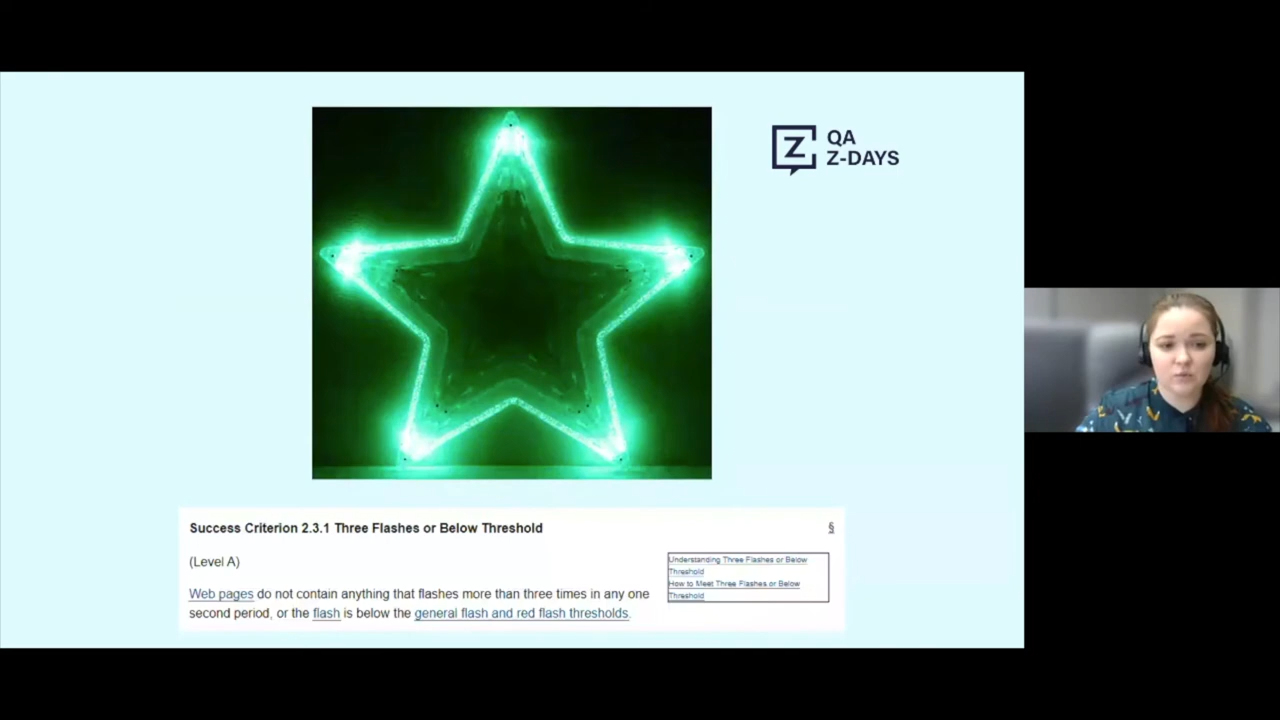 Z QA
Z-DAYS
Success Criterion 2.3.1 Three Flashes or Below Threshold §
(Level A)
Web pages do not contain anything that flashes more than three times in any one
second period, or the flash is below the general flash and red flash thresholds.
Understanding Three Flashes or Below
Threshold
How to Meet Three Flashes or Below
Threshold